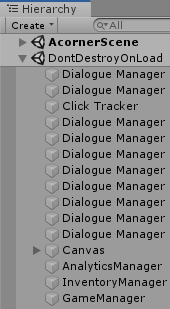 Hierarchy
Create All
AcornerScene
DontDestroyOnLoad
Dialogue Manager
Dialogue Manager
Click Tracker
Dialogue Manager
Dialogue Manager
Dialogue Manager
Dialogue Manager
Dialogue Manager
Dialogue Manager
Dialogue Manager
Dialogue Manager
Canvas
AnalyticsManager
InventoryManager
GameManager